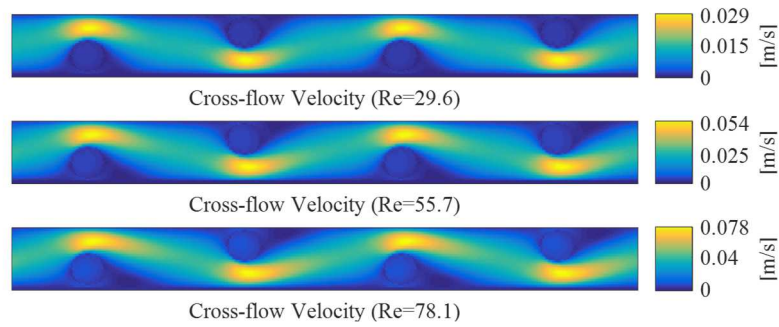 0.029
0.015
0
[m/s]
Cross-flow Velocity (Re=29.6)
0.054
0.025
0
[m/s]
Cross-flow Velocity (Re=55.7)
0.078
0.04
0
[m/s]
Cross-flow Velocity (Re=78.1)